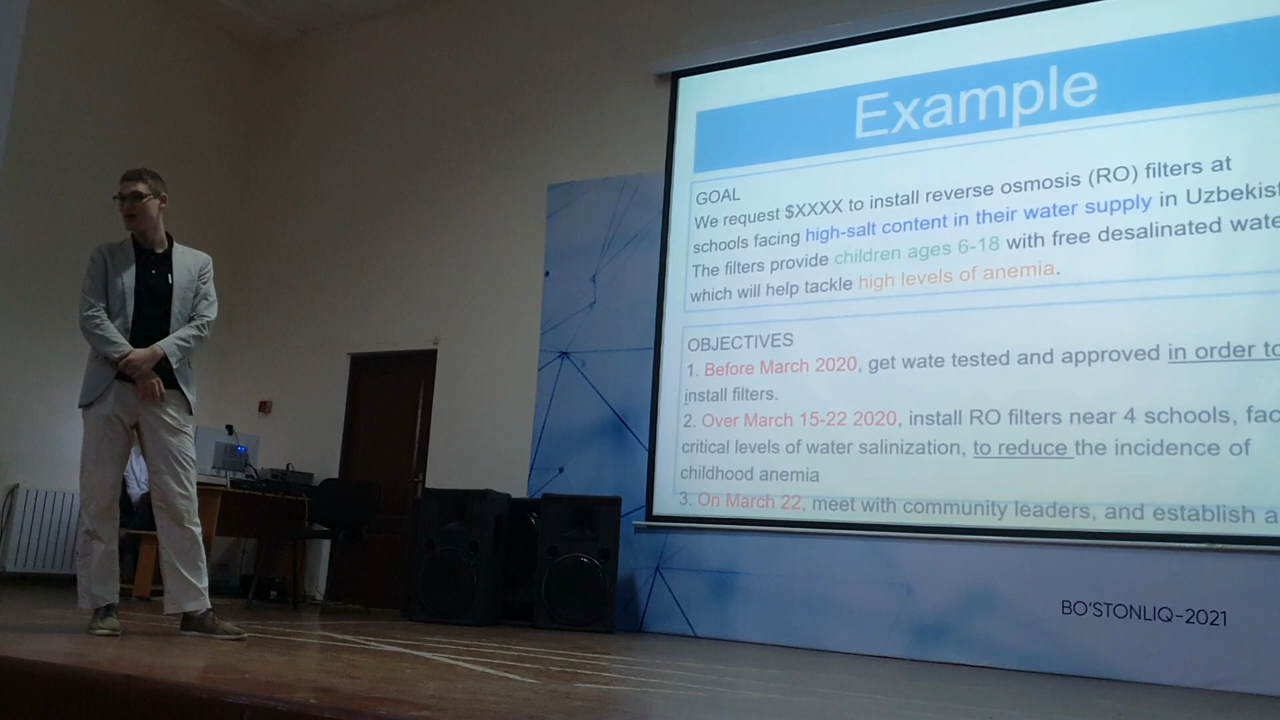 Example
GOAL
We request $XXXX to install reverse osmosis (RO) filters at
schools facing high-salt content in their water supply in Uzbekist
The filters provide children ages 6-18 with free desalinated wate
which will help tackle high levels of anemia.
OBJECTIVES
1. Before March 2020, get wate tested and approved in order to
install filters.
2. Over March 15-22 2020, install RO filters near 4 schools, fac
critical levels of water salinization, to reduce the incidence of
childhood anemia
3. On March 22, meet with community leaders, and establish a
BO'STONLIQ-2021